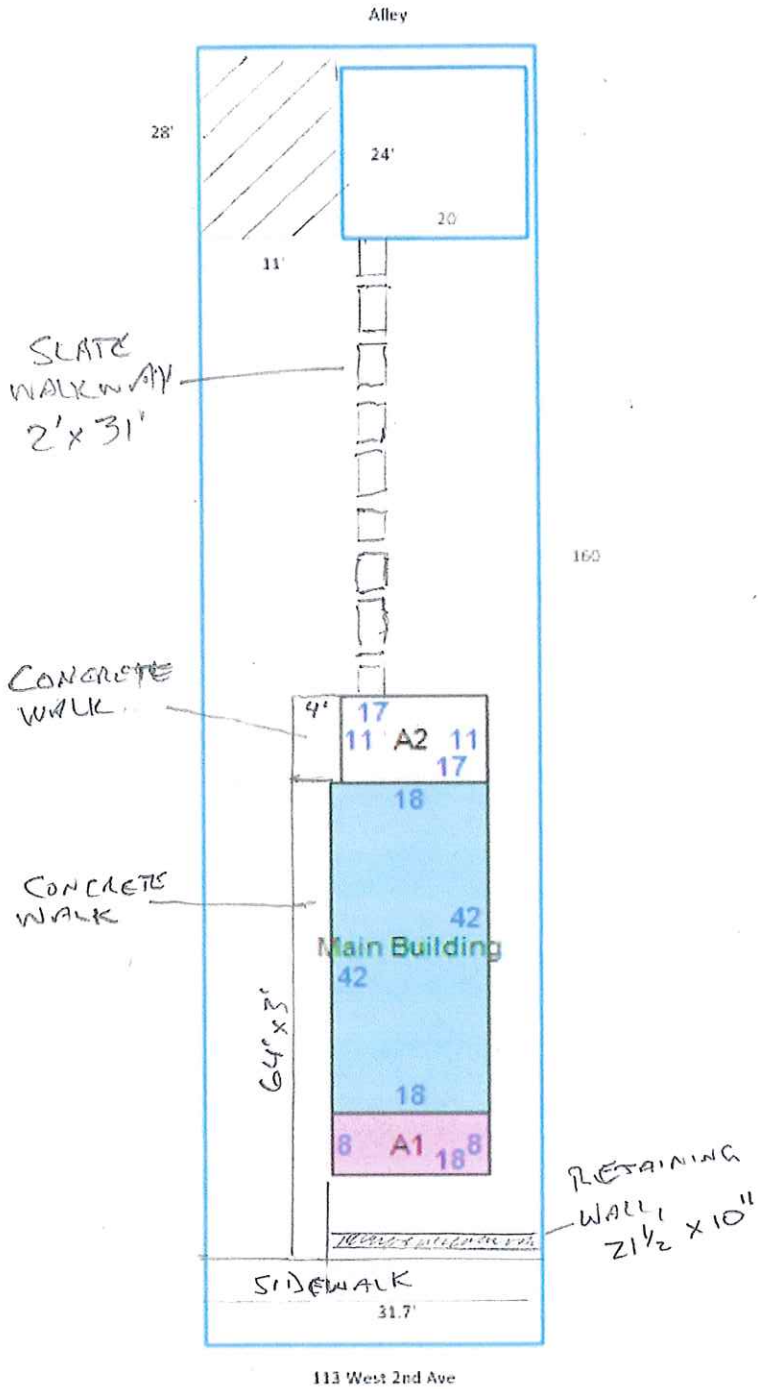 Alley
28'
24'
20
11'
SLATE
WALKWAY
2' x 31'
160
CONCRETE
WALK
4'
17
11 A2 11
17
18
CONCRETE
WALK
42
Main Building
42
64' x 3'
18
8 A1 18 8
RETAINING
WALL,
21 1/2 x 10"
SIDEWALK
31.7'
113 West 2nd Ave